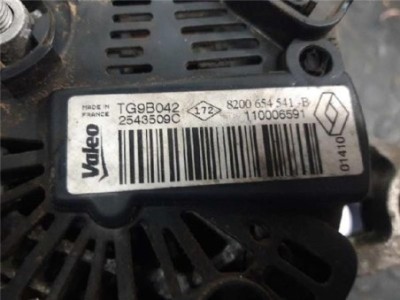 MADE IN
FRANCE
Valeo
TG9B042
2543509C
172
8200 654 541 -B
110006591
01410